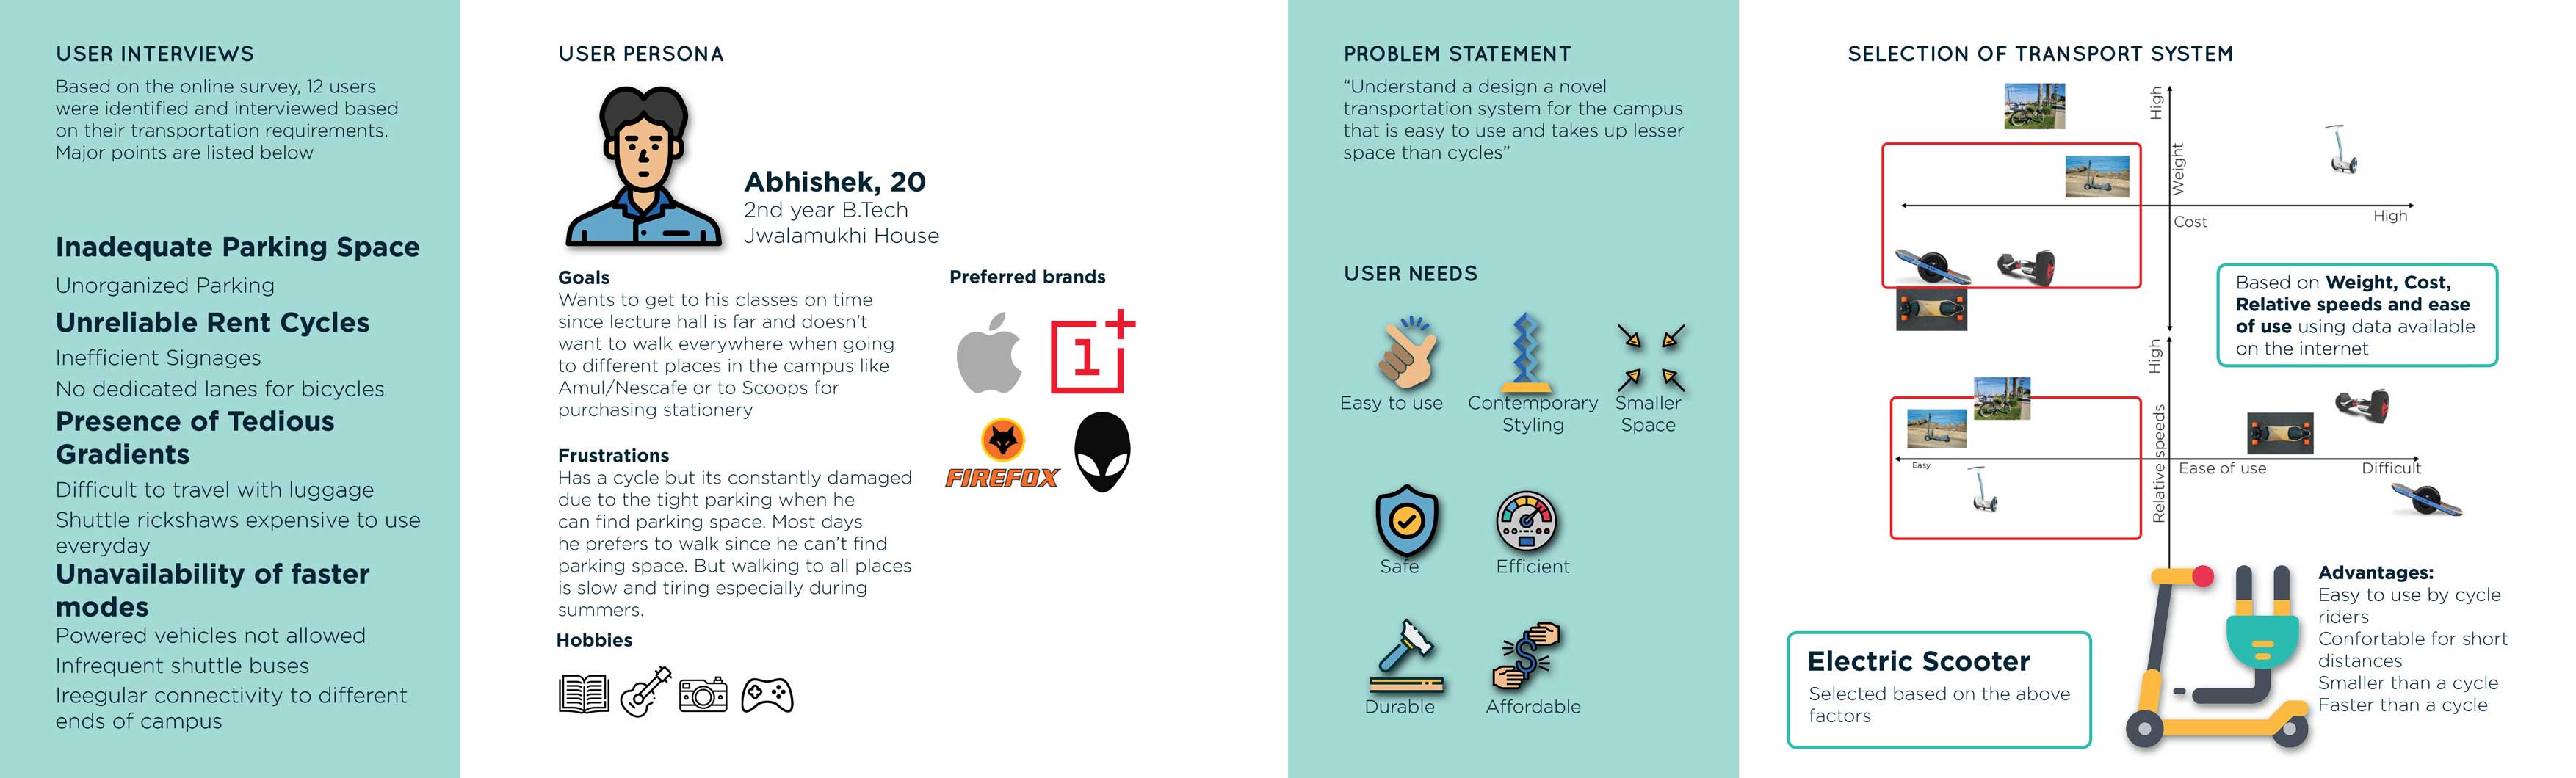 USER INTERVIEWS
Based on the online survey, 12 users
were identified and interviewed based
on their transportation requirements.
Major points are listed below
Inadequate Parking Space
Unorganized Parking
Unreliable Rent Cycles
Inefficient Signages
No dedicated lanes for bicycles
Presence of Tedious
Gradients
Difficult to travel with luggage
Shuttle rickshaws expensive to use
everyday
Unavailability of faster
modes
Powered vehicles not allowed
Infrequent shuttle buses
Ireegular connectivity to different
ends of campus
USER PERSONA
Abhishek, 20
2nd year B.Tech
Jwalamukhi House
Goals
Wants to get to his classes on time
since lecture hall is far and doesn't
want to walk everywhere when going
to different places in the campus like
Amul/Nescafe or to Scoops for
purchasing stationery
Frustrations
Has a cycle but its constantly damaged
due to the tight parking when he
can find parking space. Most days
he prefers to walk since he can't find
parking space. But walking to all places
is slow and tiring especially during
summers.
Hobbies
Preferred brands
1+
FIREFOX
PROBLEM STATEMENT
“Understand a design a novel
transportation system for the campus
that is easy to use and takes up lesser
space than cycles”
USER NEEDS
Easy to use
Contemporary
Styling
Smaller
Space
Safe
Efficient
Durable
Affordable
SELECTION OF TRANSPORT SYSTEM
High
Weight
Cost
High
Based on Weight, Cost,
Relative speeds and ease
of use using data available
on the internet
High
Relative speeds
Easy
Ease of use
Difficult
Electric Scooter
Selected based on the above
factors
Advantages:
Easy to use by cycle
riders
Confortable for short
distances
Smaller than a cycle
Faster than a cycle